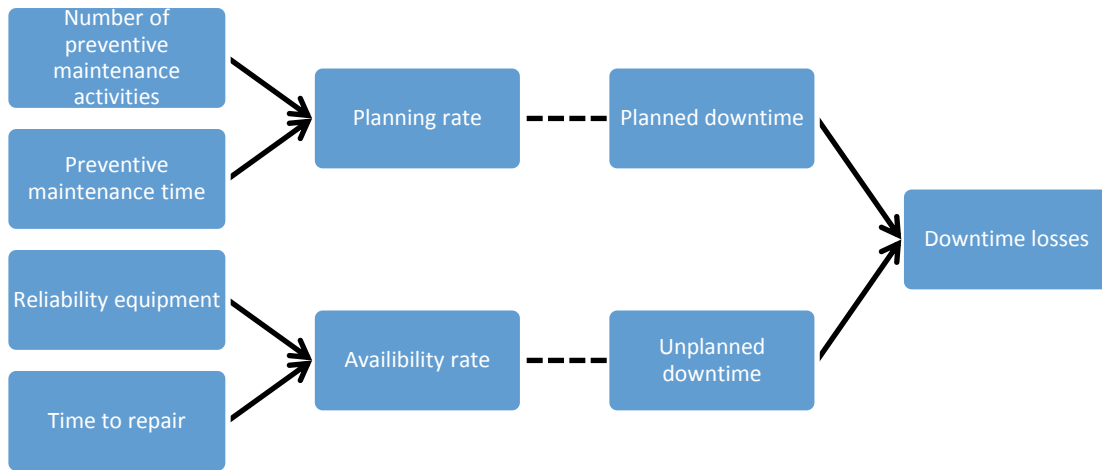 Number of
preventive
maintenance
activities
Preventive
maintenance time
Planning rate
Planned downtime
Downtime losses
Reliability equipment
Time to repair
Availibility rate
Unplanned
downtime